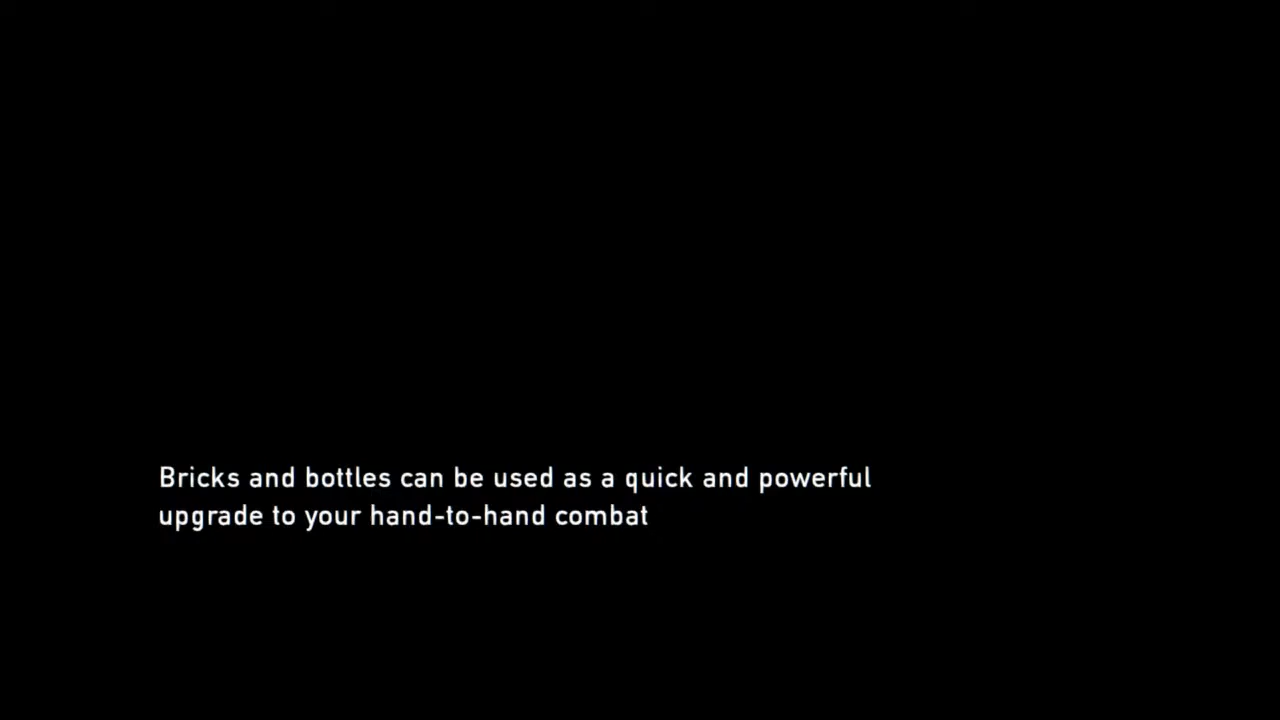 Bricks and bottles can be used as a quick and powerful
upgrade to your hand-to-hand combat